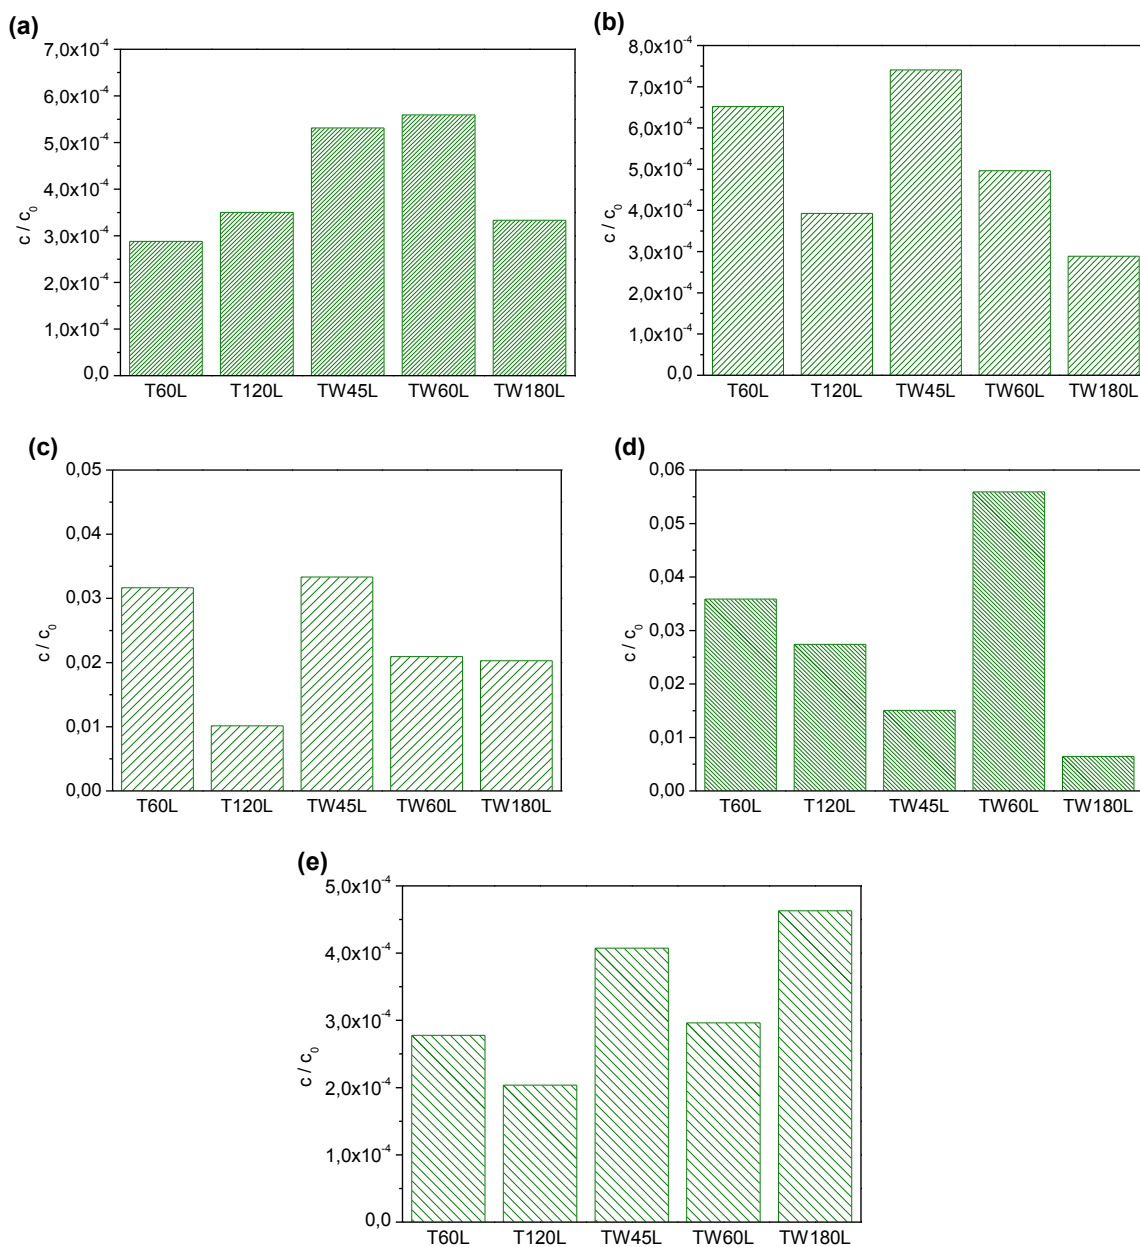 (a)
7,0x10⁻⁴
6,0x10⁻⁴
5,0x10⁻⁴
4,0x10⁻⁴
3,0x10⁻⁴
2,0x10⁻⁴
1,0x10⁻⁴
0,0
c / c₀
T60L T120L TW45L TW60L TW180L
(b)
8,0x10⁻⁴
7,0x10⁻⁴
6,0x10⁻⁴
5,0x10⁻⁴
4,0x10⁻⁴
3,0x10⁻⁴
2,0x10⁻⁴
1,0x10⁻⁴
0,0
c / c₀
T60L T120L TW45L TW60L TW180L
(c)
0,05
0,04
0,03
0,02
0,01
0,00
c / c₀
T60L T120L TW45L TW60L TW180L
(d)
0,06
0,05
0,04
0,03
0,02
0,01
0,00
c / c₀
T60L T120L TW45L TW60L TW180L
(e)
5,0x10⁻⁴
4,0x10⁻⁴
3,0x10⁻⁴
2,0x10⁻⁴
1,0x10⁻⁴
0,0
c / c₀
T60L T120L TW45L TW60L TW180L